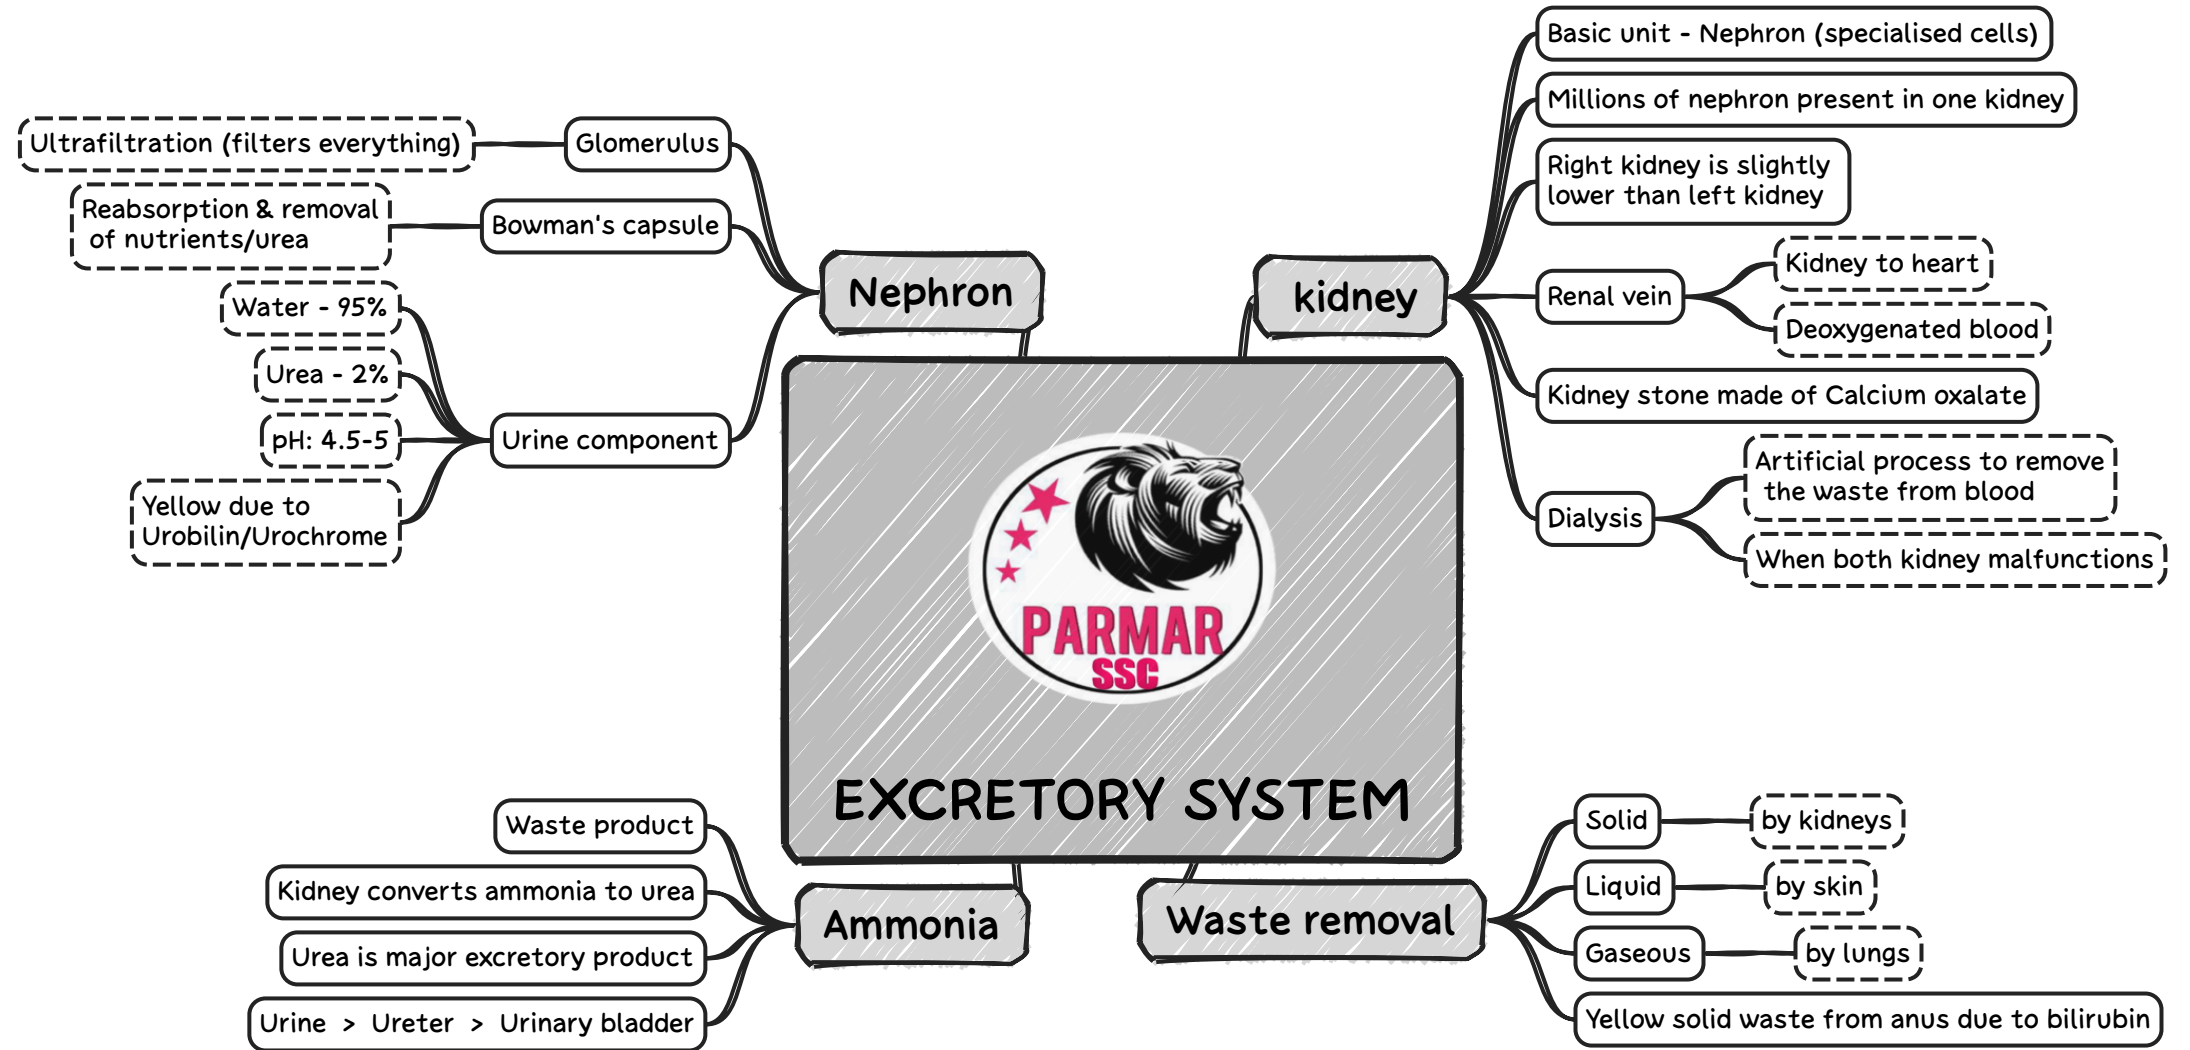 Nephron
Glomerulus
Ultrafiltration (filters everything)
Bowman's capsule
Reabsorption & removal
of nutrients/urea
Urine component
Water - 95%
Urea - 2%
pH: 4.5-5
Yellow due to
Urobilin/Urochrome
kidney
Basic unit - Nephron (specialised cells)
Millions of nephron present in one kidney
Right kidney is slightly
lower than left kidney
Renal vein
Kidney to heart
Deoxygenated blood
Kidney stone made of Calcium oxalate
Dialysis
Artificial process to remove
the waste from blood
When both kidney malfunctions
PARMAR
SSC
EXCRETORY SYSTEM
Ammonia
Waste product
Kidney converts ammonia to urea
Urea is major excretory product
Urine > Ureter > Urinary bladder
Waste removal
Solid
by kidneys
Liquid
by skin
Gaseous
by lungs
Yellow solid waste from anus due to bilirubin